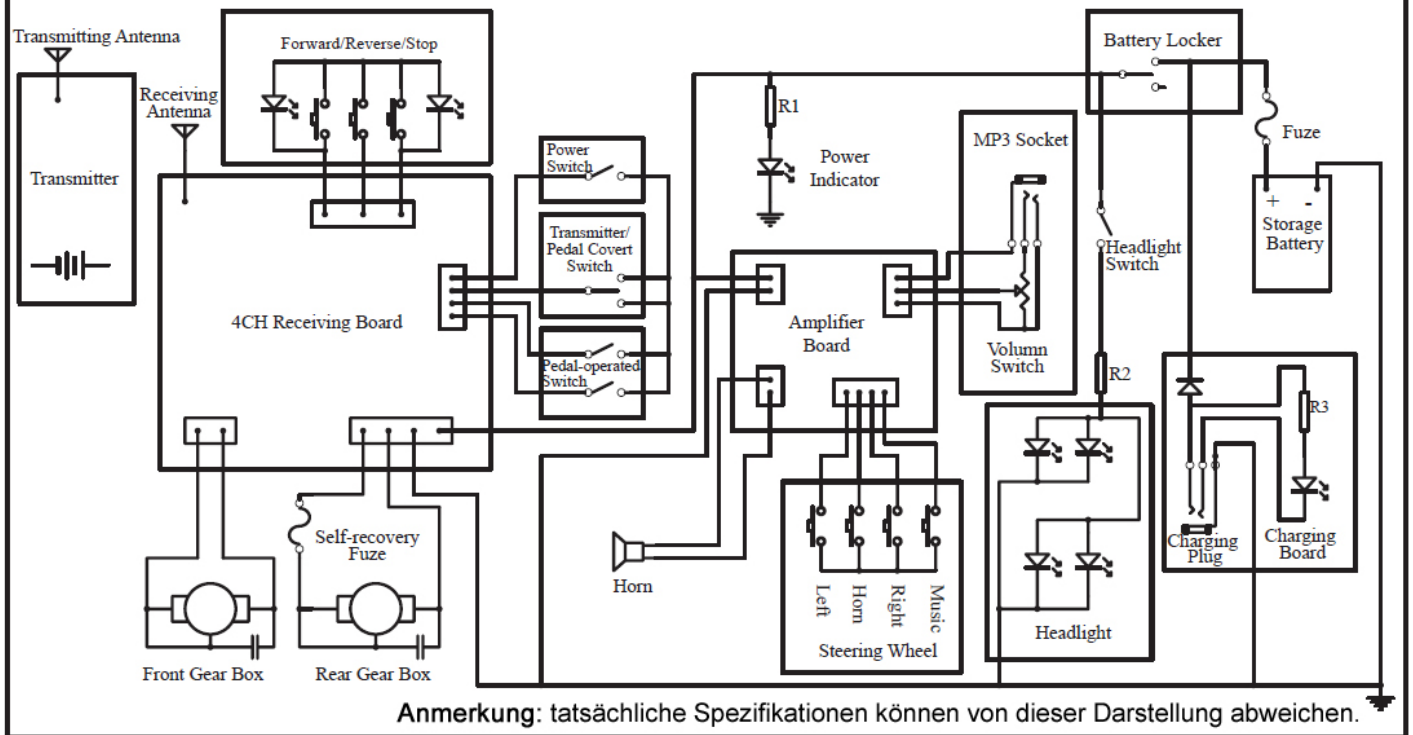 Transmitting Antenna
Forward/Reverse/Stop
Battery Locker
Receiving
Antenna
R1
Fuze
MP3 Socket
Power
Switch
Power
Indicator
Transmitter
+ -
Storage
Battery
Transmitter/
Pedal Covert
Switch
Headlight
Switch
4CH Receiving Board
Amplifier
Board
Volumn
Switch
Pedal-operated
Switch
R2
R3
Self-recovery
Fuze
Charging
Plug
Charging
Board
Horn
Left
Horn
Right
Music
Headlight
Steering Wheel
Front Gear Box
Rear Gear Box
Anmerkung: tatsächliche Spezifikationen können von dieser Darstellung abweichen.